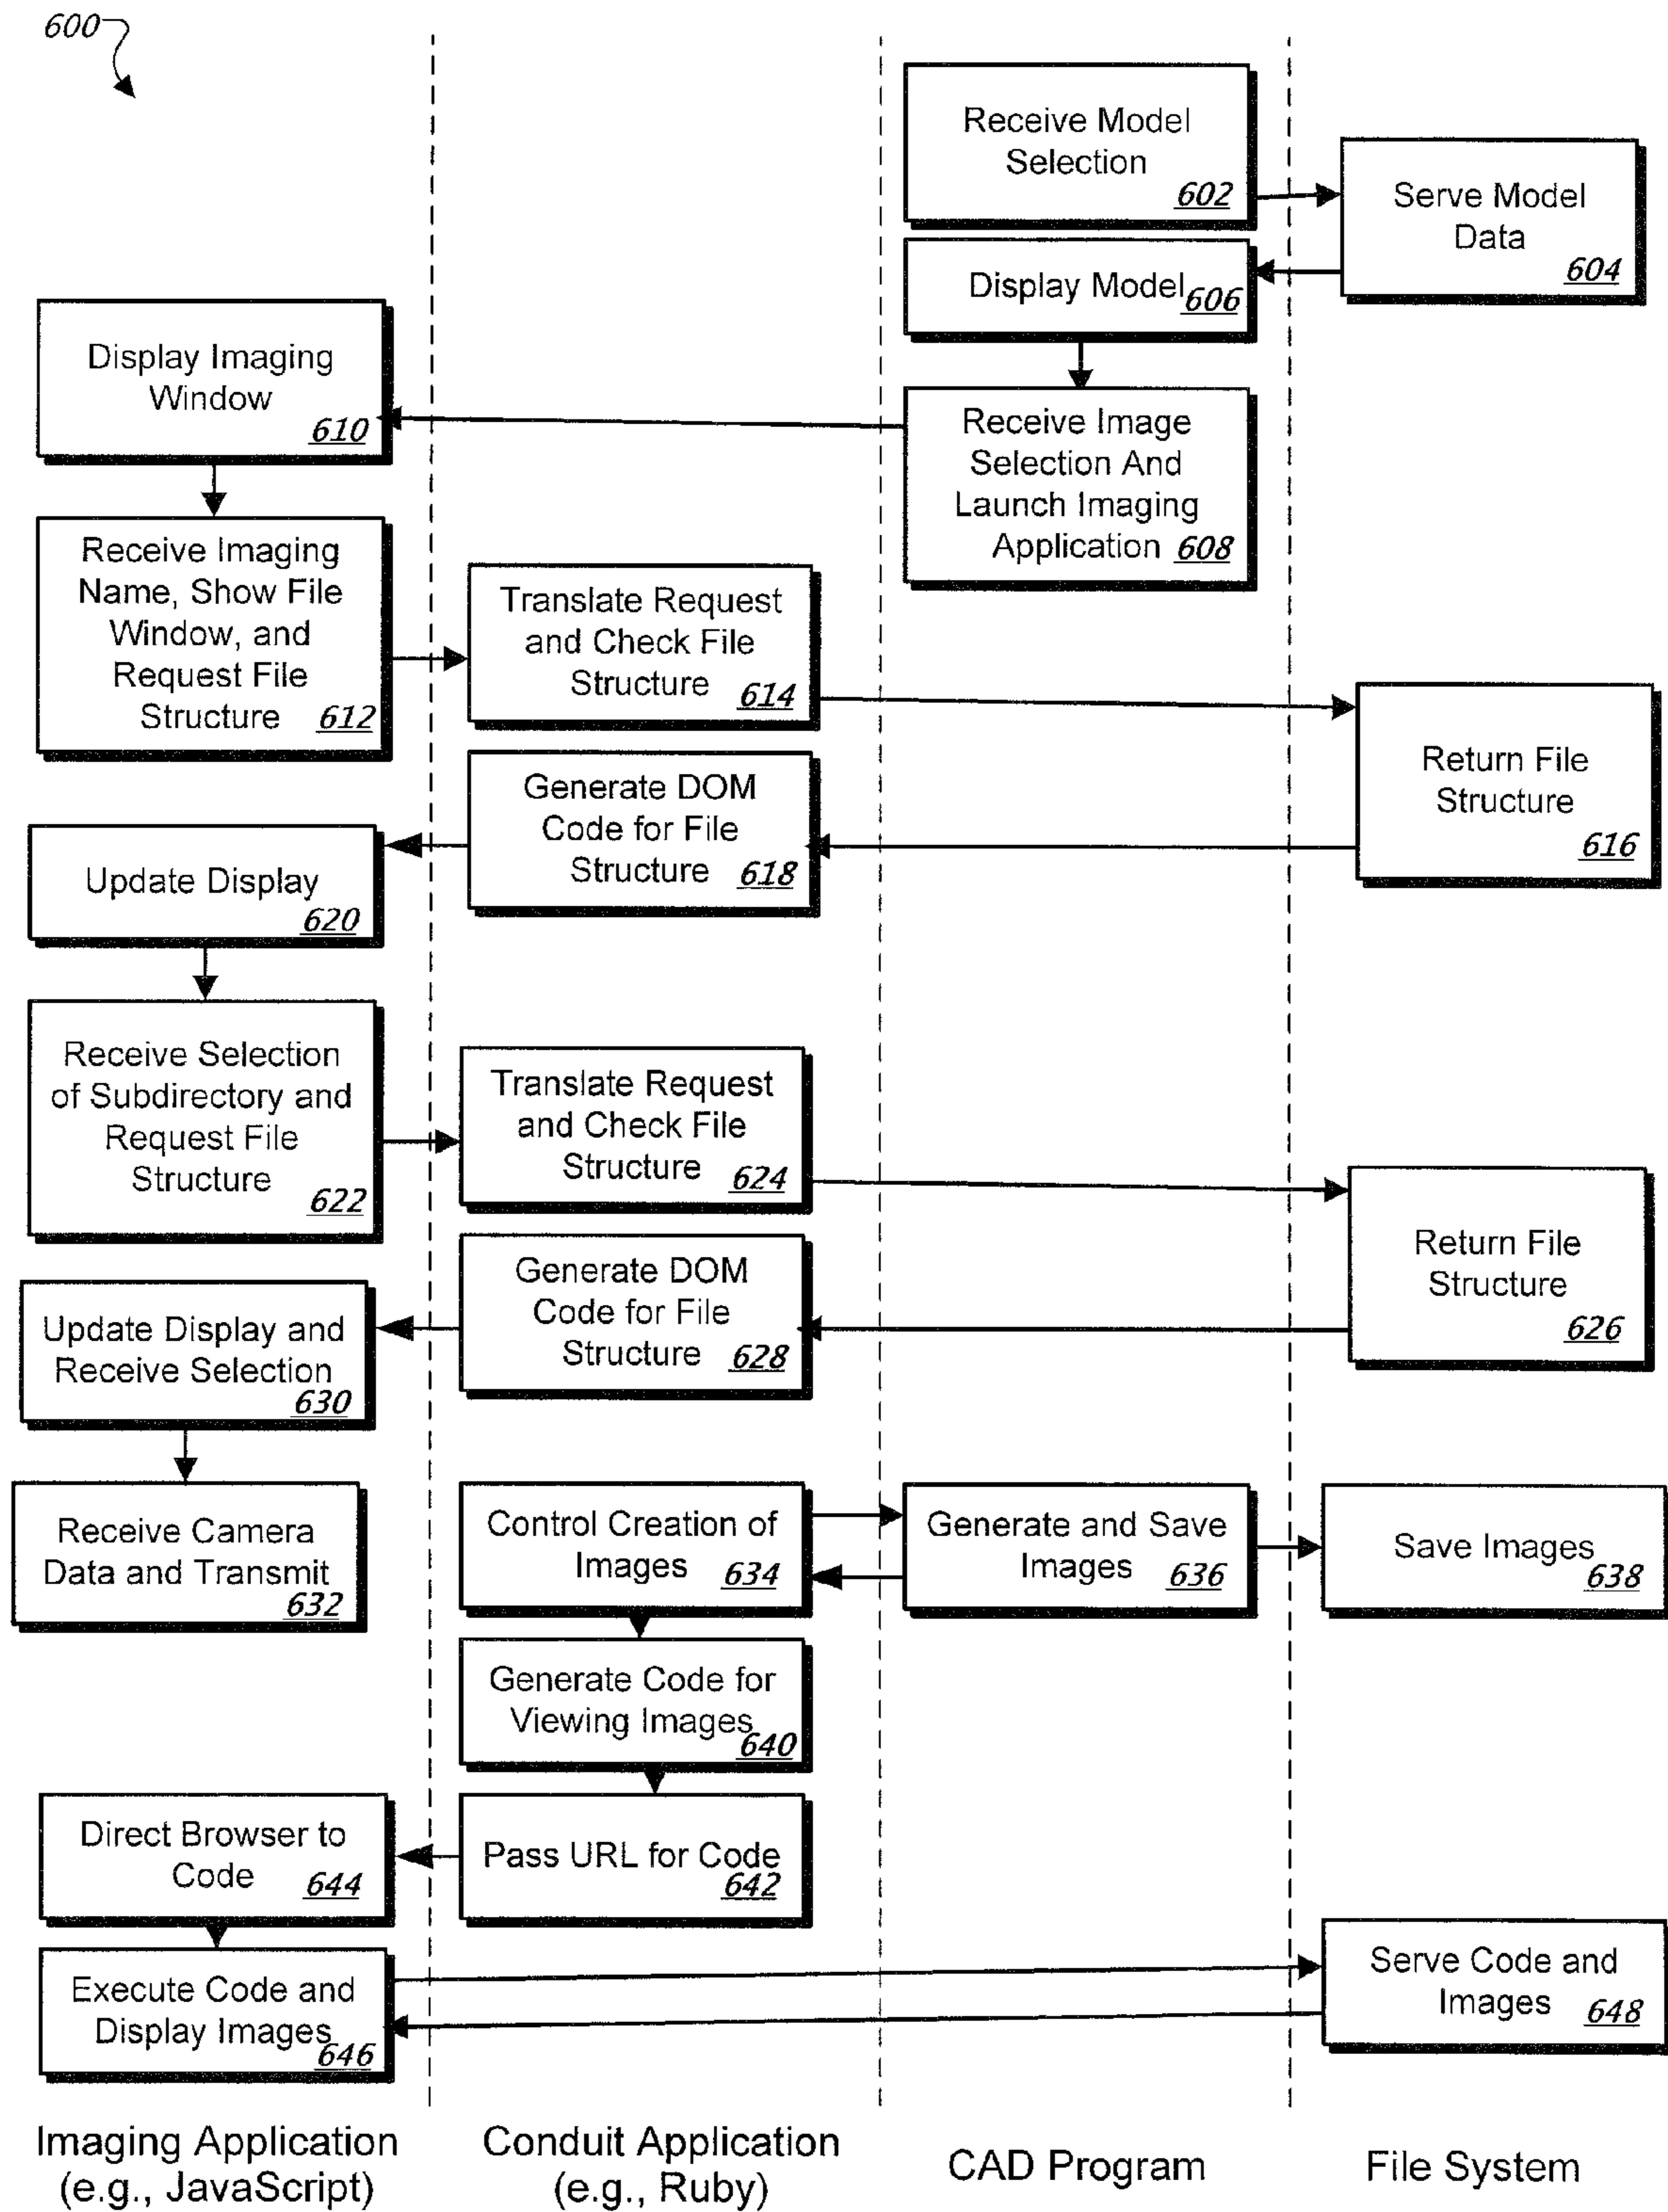 600
Receive Model
Selection
602
Serve Model
Data
604
Display Model
606
Display Imaging
Window
610
Receive Image
Selection And
Launch Imaging
Application 608
Receive Imaging
Name, Show File
Window, and
Request File
Structure 612
Translate Request
and Check File
Structure 614
Return File
Structure
616
Generate DOM
Code for File
Structure 618
Update Display
620
Receive Selection
of Subdirectory and
Request File
Structure
622
Translate Request
and Check File
Structure 624
Return File
Structure
626
Generate DOM
Code for File
Structure 628
Update Display and
Receive Selection
630
Receive Camera
Data and Transmit
632
Control Creation of
Images 634
Generate and Save
Images 636
Save Images
638
Generate Code for
Viewing Images
640
Pass URL for Code
642
Direct Browser to
Code 644
Execute Code and
Display Images
646
Serve Code and
Images 648
Imaging Application
(e.g., JavaScript)
Conduit Application
(e.g., Ruby)
CAD Program
File System